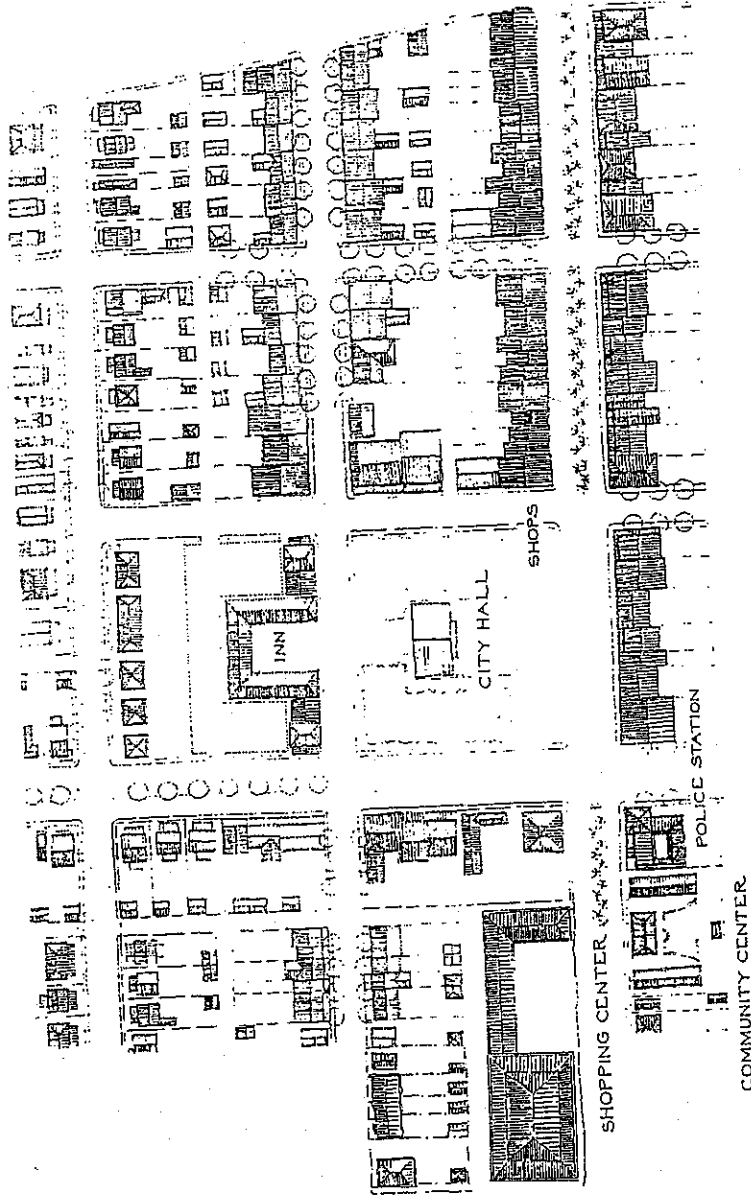 INN
CITY HALL
SHOPS
POLICE STATION
SHOPPING CENTER
COMMUNITY CENTER